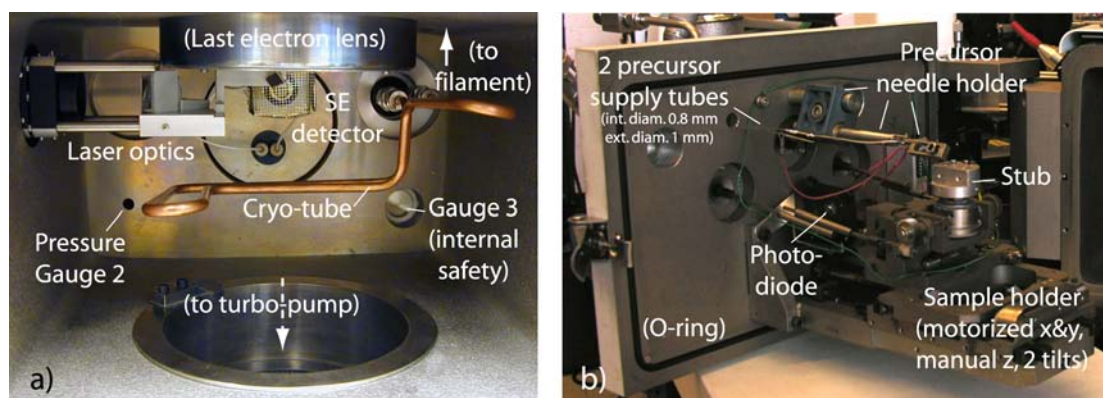 (Last electron lens)
(to
filament)
SE
detector
Laser optics
Cryo-tube
Pressure
Gauge 2
Gauge 3
(internal
safety)
(to turbo-pump)
a)
2 precursor
supply tubes
(int. diam. 0.8 mm
ext. diam. 1 mm)
Precursor
needle holder
Stub
Photo-
diode
Sample holder
(motorized x&y,
manual z, 2 tilts)
(O-ring)
b)